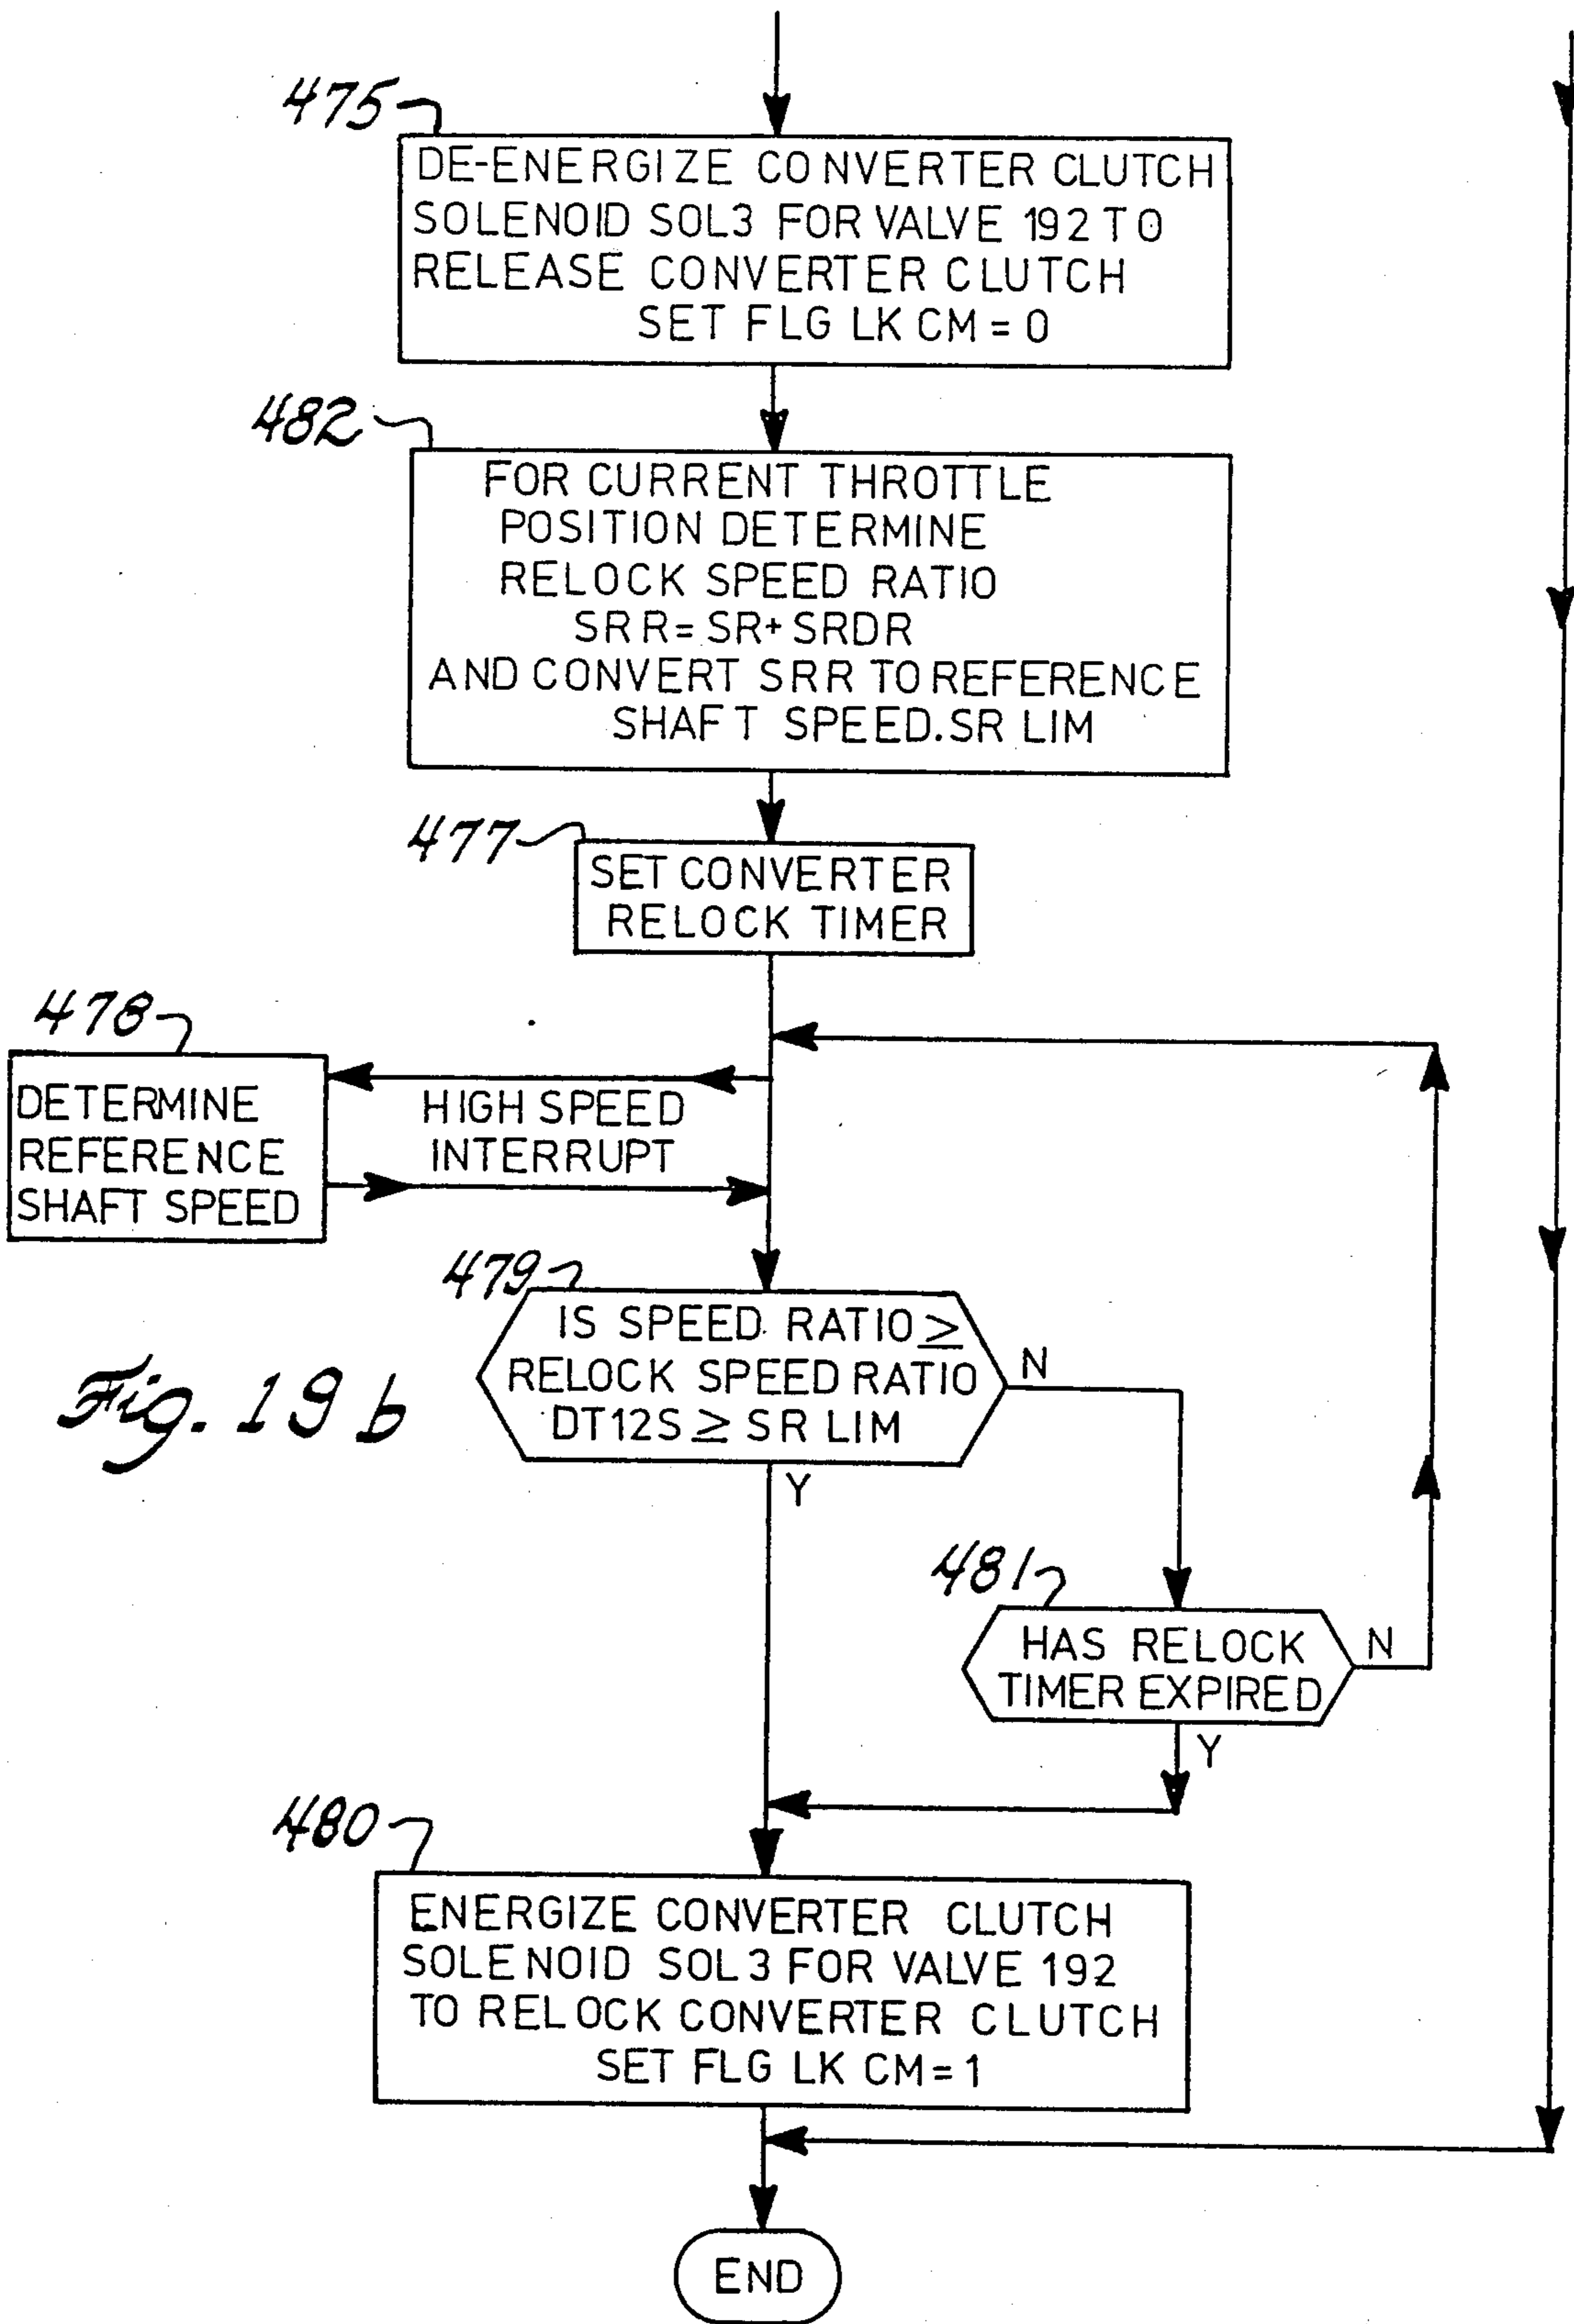 475
DE-ENERGIZE CONVERTER CLUTCH
SOLENOID SOL3 FOR VALVE 192 TO
RELEASE CONVERTER CLUTCH
SET FLG LK CM = 0
482
FOR CURRENT THROTTLE
POSITION DETERMINE
RELOCK SPEED RATIO
SRR = SR + SRDR
AND CONVERT SRR TO REFERENCE
SHAFT SPEED.SR LIM
477
SET CONVERTER
RELOCK TIMER
478
DETERMINE
REFERENCE
SHAFT SPEED
HIGH SPEED
INTERRUPT
479
IS SPEED RATIO ≥
RELOCK SPEED RATIO
DT12S ≥ SR LIM
N
Y
Fig. 19b
481
HAS RELOCK
TIMER EXPIRED
N
Y
480
ENERGIZE CONVERTER CLUTCH
SOLENOID SOL3 FOR VALVE 192
TO RELOCK CONVERTER CLUTCH
SET FLG LK CM = 1
END